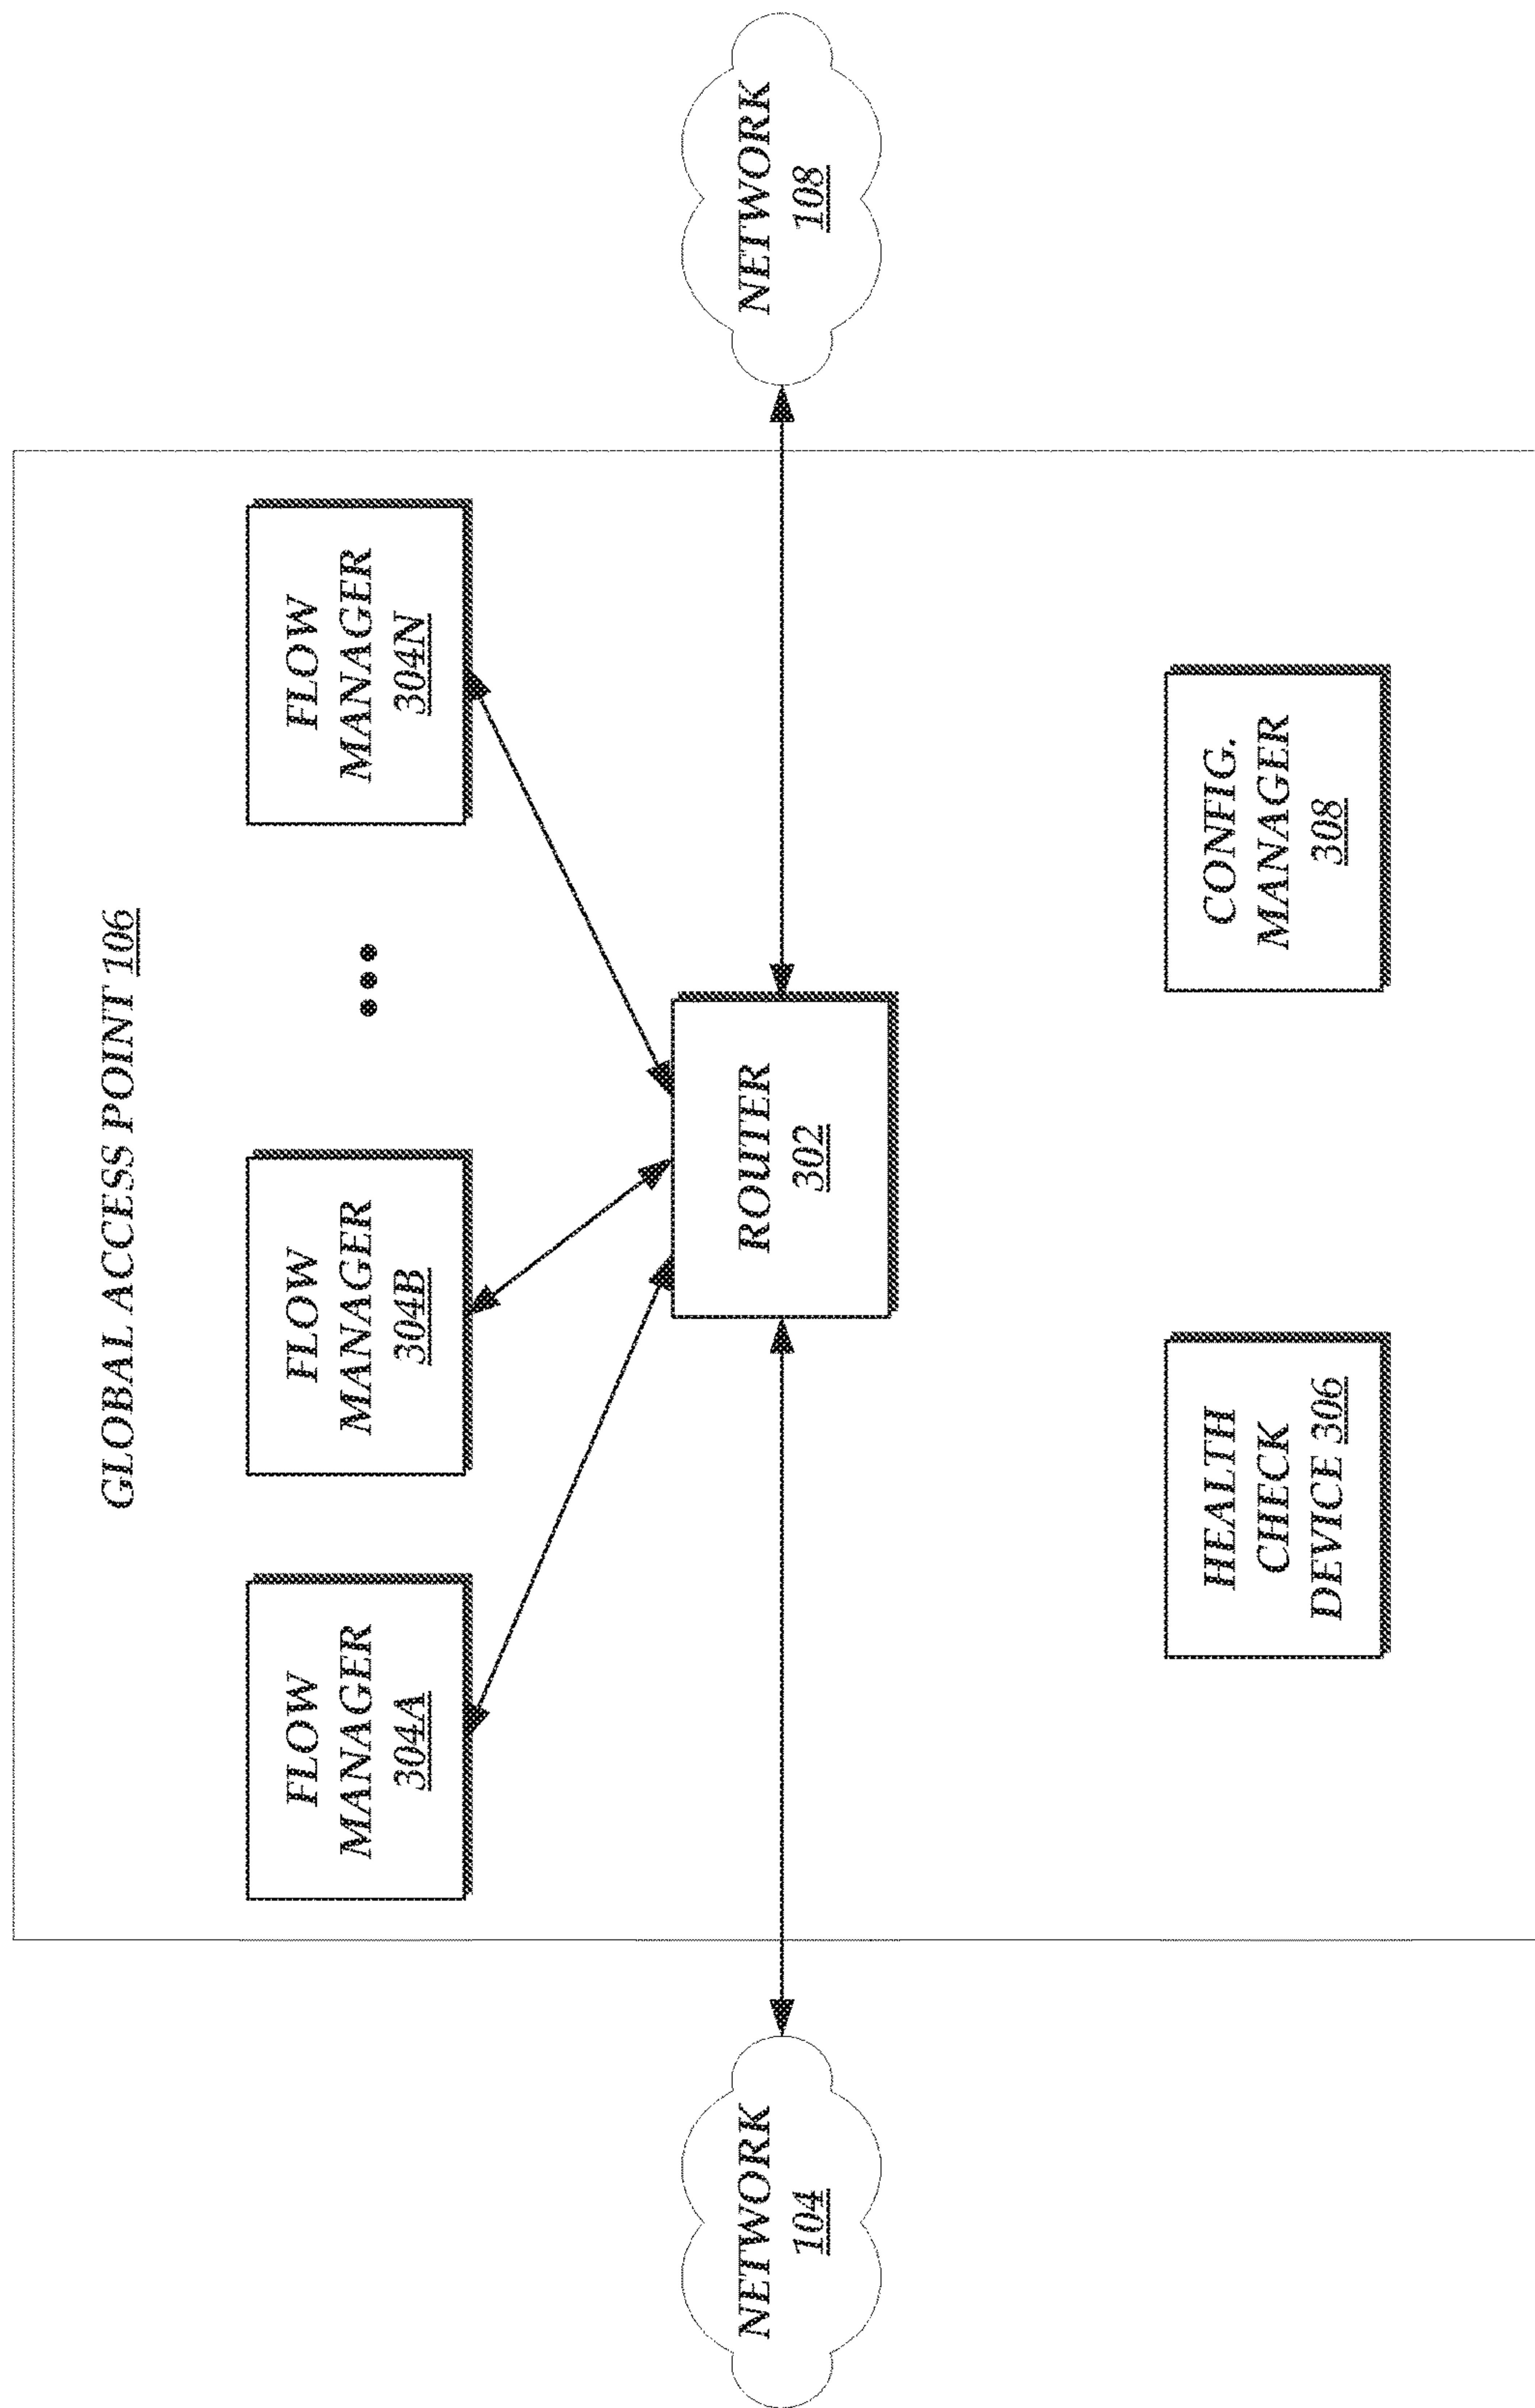 GLOBAL ACCESS POINT 106
FLOW
MANAGER
304A
FLOW
MANAGER
304B
FLOW
MANAGER
304N
NETWORK
104
ROUTER
302
NETWORK
108
HEALTH
CHECK
DEVICE 306
CONFIG.
MANAGER
308